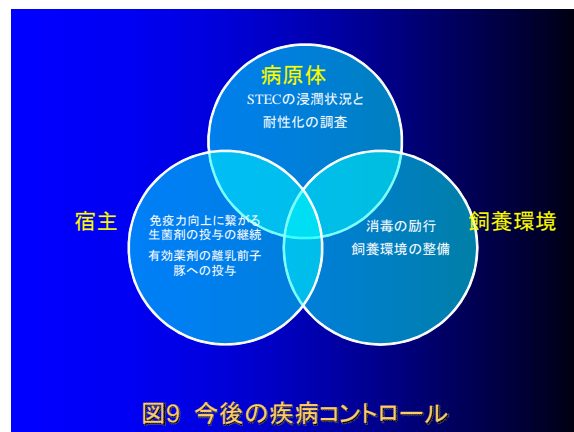 病原体
STECの浸潤状況と
耐性化の調査
宿主
免疫力向上に繋がる
生菌剤の投与の継続
有効薬剤の離乳前子
豚への投与
消毒の励行
飼養環境の整備
飼養環境
図9 今後の疾病コントロール